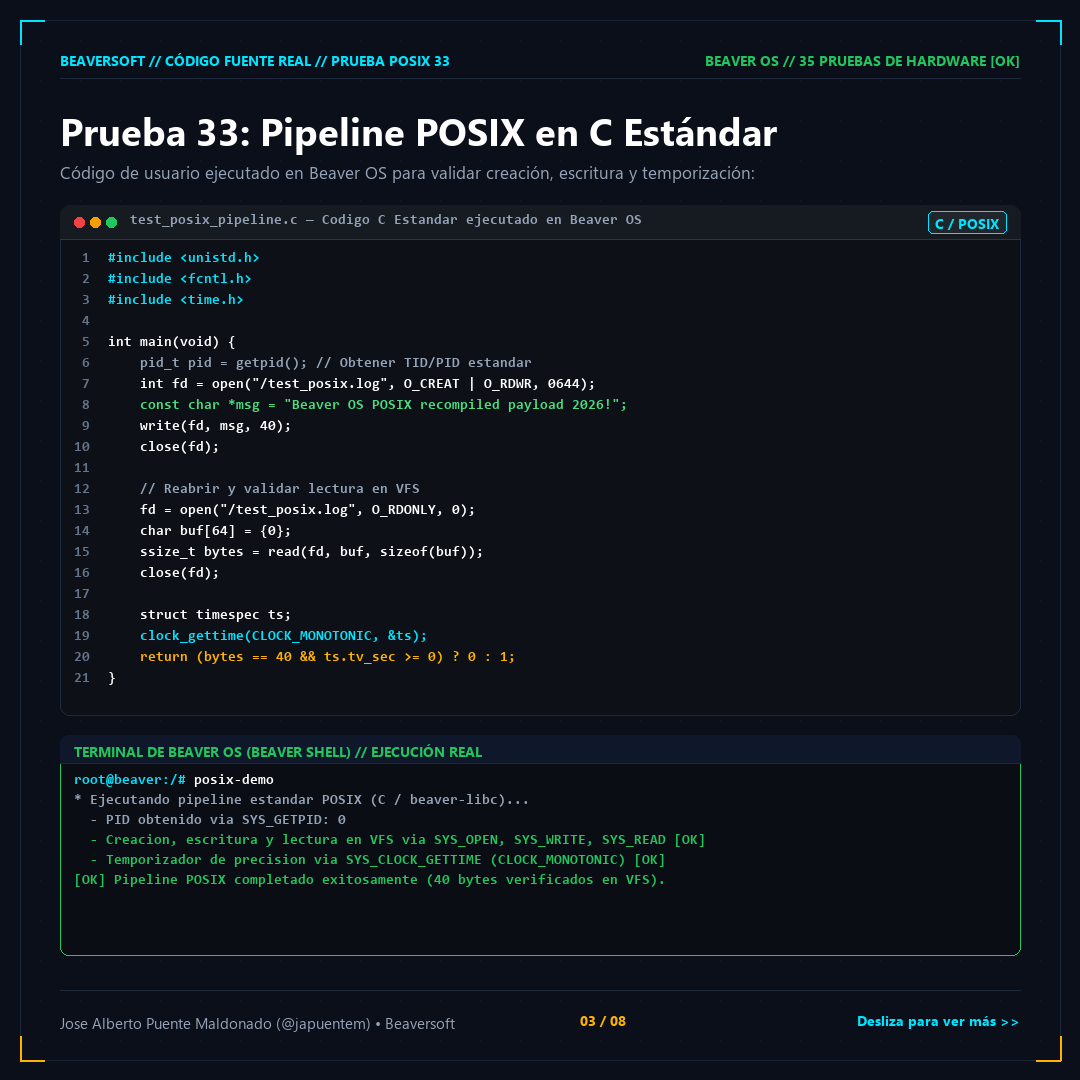 BEAVERSOFT // CÓDIGO FUENTE REAL // PRUEBA POSIX 33
BEAVER OS // 35 PRUEBAS DE HARDWARE [OK]
Prueba 33: Pipeline POSIX en C Estándar
Código de usuario ejecutado en Beaver OS para validar creación, escritura y temporización:
test_posix_pipeline.c — Codigo C Estandar ejecutado en Beaver OS
C / POSIX
1 #include <unistd.h>
2 #include <fcntl.h>
3 #include <time.h>
4
5 int main(void) {
6     pid_t pid = getpid(); // Obtener TID/PID estandar
7     int fd = open("/test_posix.log", O_CREAT | O_RDWR, 0644);
8     const char *msg = "Beaver OS POSIX recompiled payload 2026!";
9     write(fd, msg, 40);
10     close(fd);
11
12     // Reabrir y validar lectura en VFS
13     fd = open("/test_posix.log", O_RDONLY, 0);
14     char buf[64] = {0};
15     ssize_t bytes = read(fd, buf, sizeof(buf));
16     close(fd);
17
18     struct timespec ts;
19     clock_gettime(CLOCK_MONOTONIC, &ts);
20     return (bytes == 40 && ts.tv_sec >= 0) ? 0 : 1;
21 }
TERMINAL DE BEAVER OS (BEAVER SHELL) // EJECUCIÓN REAL
root@beaver:/# posix-demo
* Ejecutando pipeline estandar POSIX (C / beaver-libc)...
  - PID obtenido via SYS_GETPID: 0
  - Creacion, escritura y lectura en VFS via SYS_OPEN, SYS_WRITE, SYS_READ [OK]
  - Temporizador de precision via SYS_CLOCK_GETTIME (CLOCK_MONOTONIC) [OK]
[OK] Pipeline POSIX completado exitosamente (40 bytes verificados en VFS).
Jose Alberto Puente Maldonado (@japuentem) • Beaversoft
03 / 08
Desliza para ver más >>